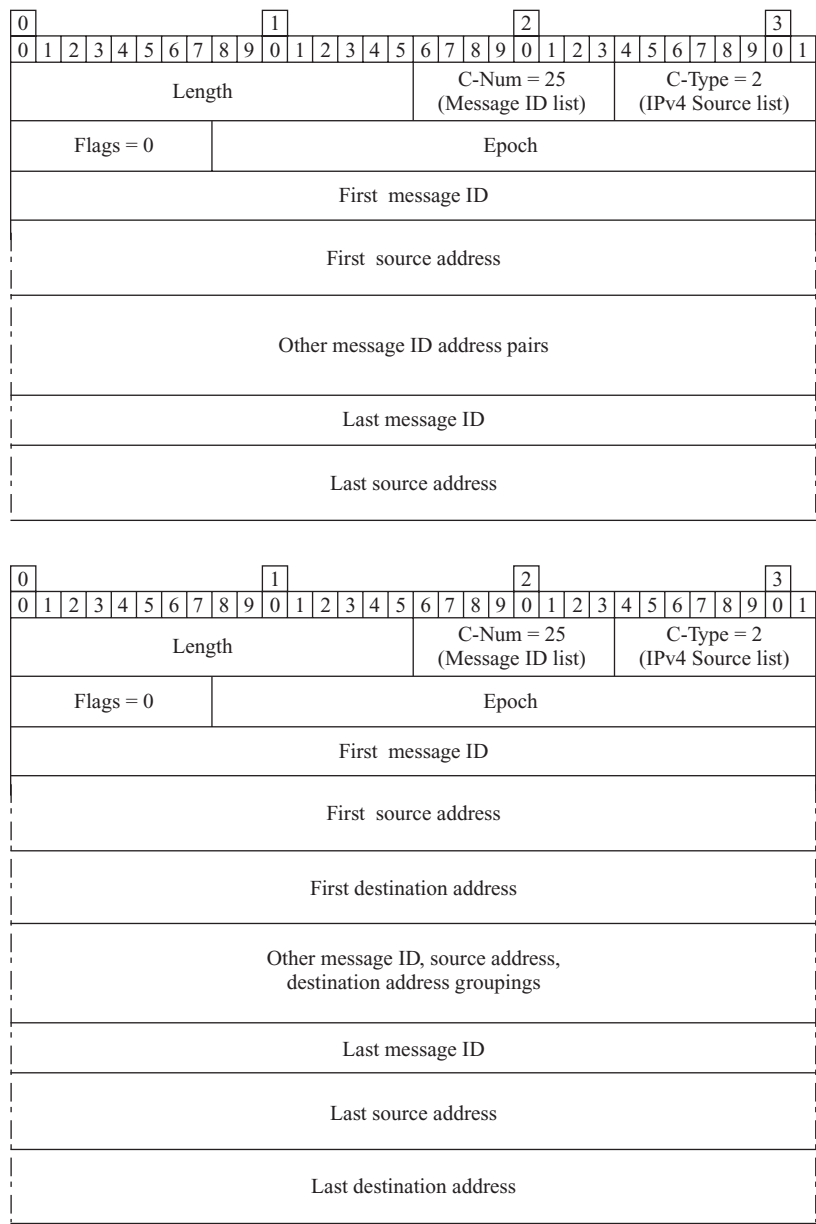 0 1 2 3
0 1 2 3 4 5 6 7 8 9 0 1 2 3 4 5 6 7 8 9 0 1 2 3 4 5 6 7 8 9 0 1
Length
C-Num = 25
(Message ID list)
C-Type = 2
(IPv4 Source list)
Flags = 0
Epoch
First message ID
First source address
Other message ID address pairs
Last message ID
Last source address
0 1 2 3
0 1 2 3 4 5 6 7 8 9 0 1 2 3 4 5 6 7 8 9 0 1 2 3 4 5 6 7 8 9 0 1
Length
C-Num = 25
(Message ID list)
C-Type = 2
(IPv4 Source list)
Flags = 0
Epoch
First message ID
First source address
First destination address
Other message ID, source address,
destination address groupings
Last message ID
Last source address
Last destination address